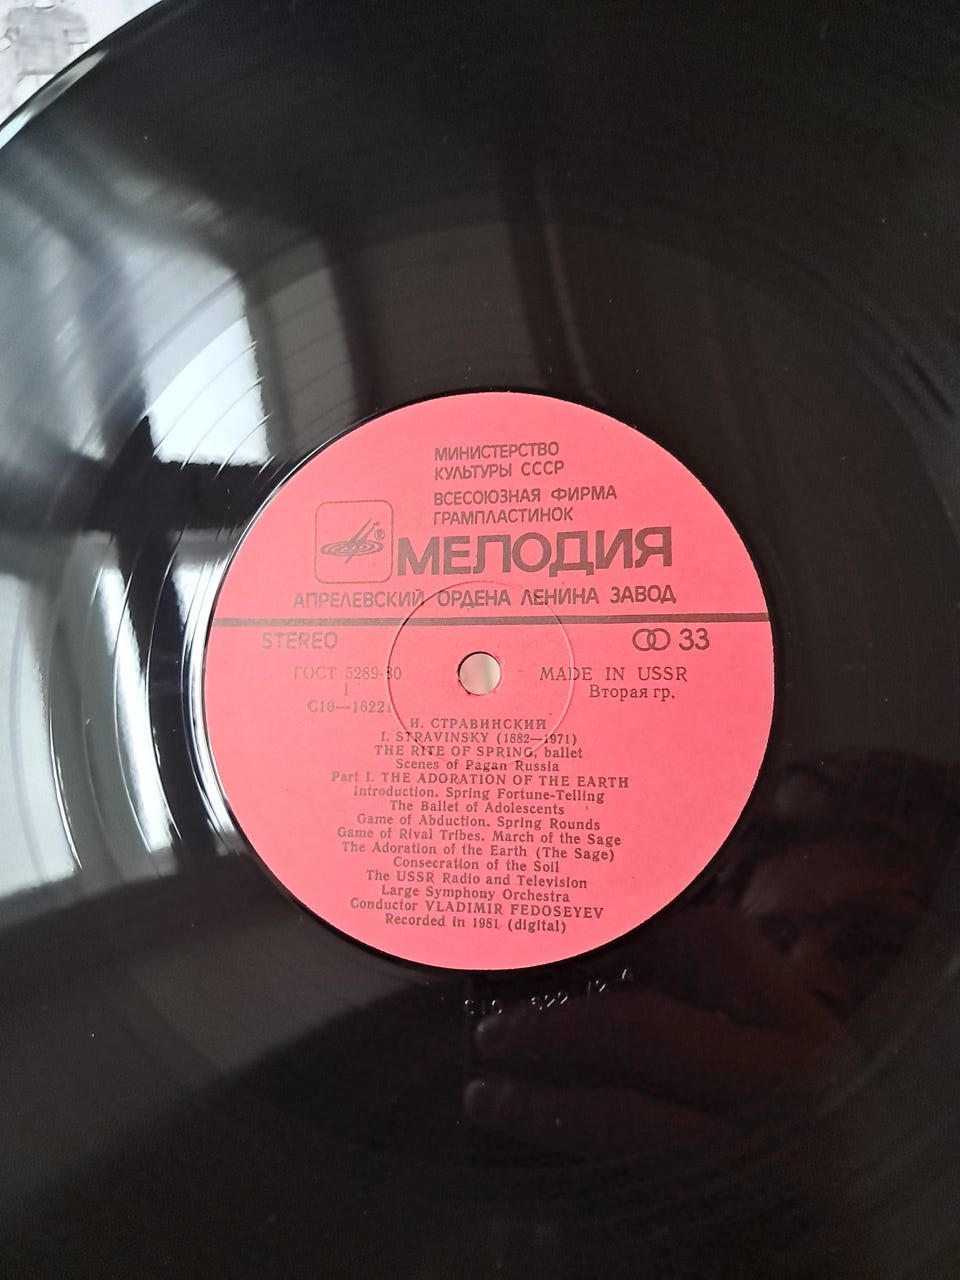 МИНИСТЕРСТВО
КУЛЬТУРЫ СССР
ВСЕСОЮЗНАЯ ФИРМА
ГРАМПЛАСТИНОК
® МЕЛОДИЯ
АПРЕЛЕВСКИЙ ОРДЕНА ЛЕНИНА ЗАВОД
STEREO 33
ГОСТ 5289-80 MADE IN USSR
1 Вторая гр.
С10—16221
И. СТРАВИНСКИЙ
I. STRAVINSKY (1882—1971)
THE RITE OF SPRING, ballet
Scenes of Pagan Russia
Part I. THE ADORATION OF THE EARTH
Introduction. Spring Fortune-Telling
The Ballet of Adolescents
Game of Abduction. Spring Rounds
Game of Rival Tribes. March of the Sage
The Adoration of the Earth (The Sage)
Consecration of the Soil
The USSR Radio and Television
Large Symphony Orchestra
Conductor VLADIMIR FEDOSEYEV
Recorded in 1981 (digital)